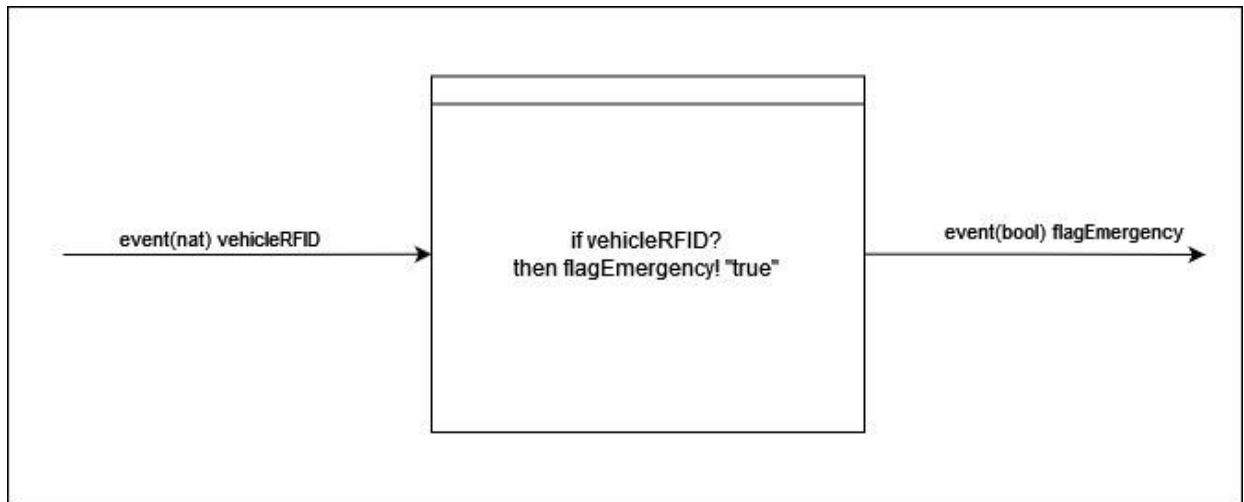 event(nat) vehicleRFID
if vehicleRFID?
then flagEmergency! "true"
event(bool) flagEmergency